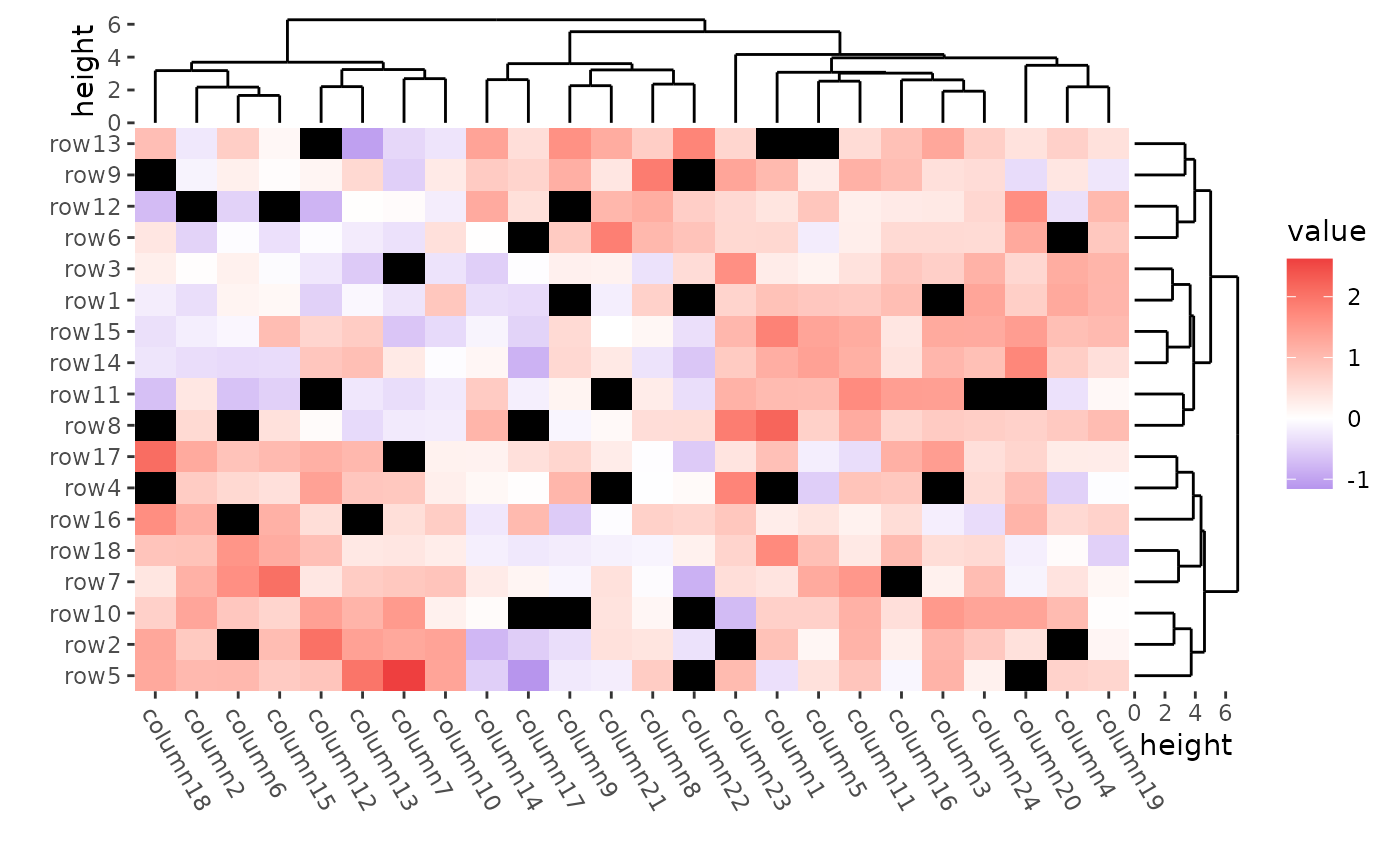 height
6
4
2
0
row13
row9
row12
row6
row3
row1
row15
row14
row11
row8
row17
row4
row16
row18
row7
row10
row2
row5
column18
column2
column6
column15
column12
column13
column7
column10
column14
column17
column9
column21
column8
column22
column23
column1
column5
column11
column16
column3
column24
column20
column4
column19
0 2 4 6
height
value
2
1
0
-1